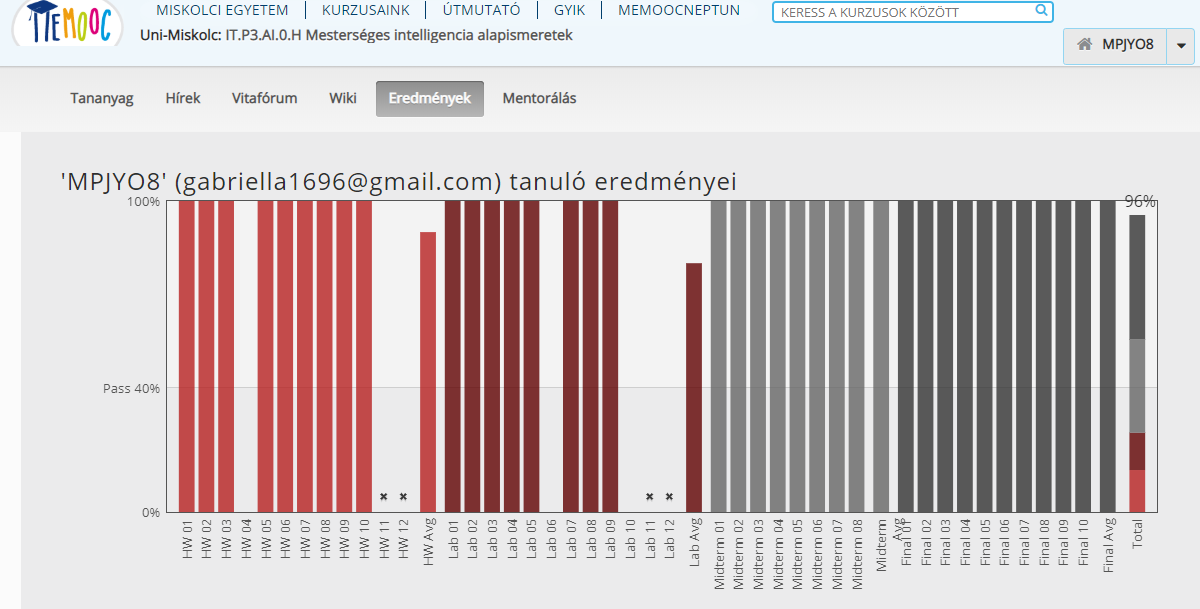 MISKOLCI EGYETEM KURZUSAINK ÚTMUTATÓ GYIK MEMOOCNEPTUN KERESS A KURZUSOK KÖZÖTT
MEMOOC
Uni-Miskolc: IT.P3.AI.0.H Mesterséges intelligencia alapismeretek
MPJYO8
Tananyag Hírek Vitafórum Wiki Eredmények Mentorálás
'MPJYO8' (gabriella1696@gmail.com) tanuló eredményei
100%
96%
Pass 40%
0%
HW 01
HW 02
HW 03
HW 04
HW 05
HW 06
HW 07
HW 08
HW 09
HW 10
HW 11
HW 12
HW Avg
Lab 01
Lab 02
Lab 03
Lab 04
Lab 05
Lab 06
Lab 07
Lab 08
Lab 09
Lab 10
Lab 11
Lab 12
Lab Avg
Midterm 01
Midterm 02
Midterm 03
Midterm 04
Midterm 05
Midterm 06
Midterm 07
Midterm 08
Midterm Avg
Final 01
Final 02
Final 03
Final 04
Final 05
Final 06
Final 07
Final 08
Final 09
Final 10
Final Avg
Total